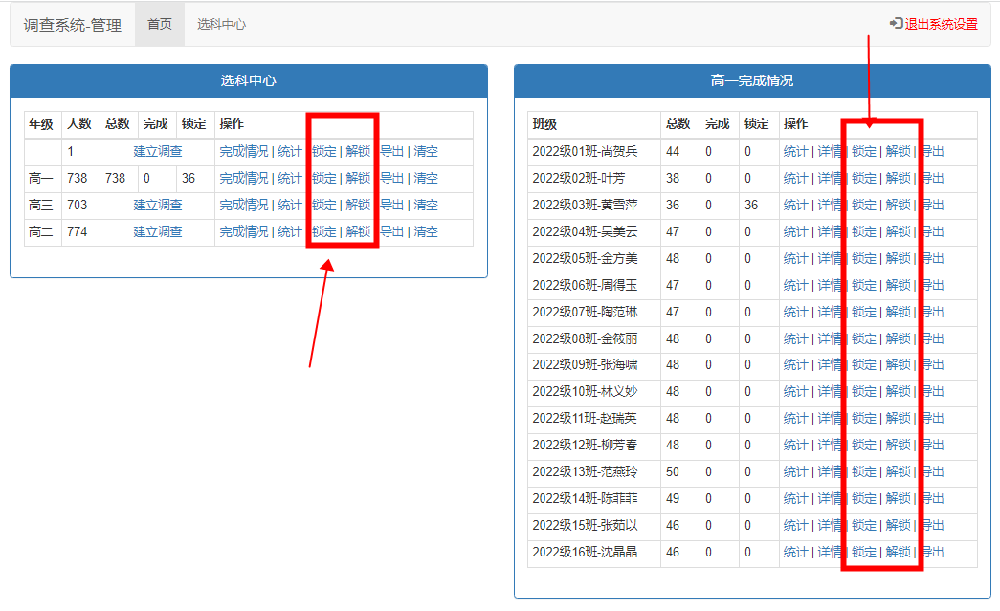 调查系统-管理 首页 选科中心 退出系统设置
选科中心
年级 人数 总数 完成 锁定 操作
1 建立调查 完成情况 | 统计 | 锁定 | 解锁 | 导出 | 清空
高一 738 738 0 36 完成情况 | 统计 | 锁定 | 解锁 | 导出 | 清空
高三 703 建立调查 完成情况 | 统计 | 锁定 | 解锁 | 导出 | 清空
高二 774 建立调查 完成情况 | 统计 | 锁定 | 解锁 | 导出 | 清空
高一完成情况
班级 总数 完成 锁定 操作
2022级01班-尚贺兵 44 0 0 统计 | 详情 | 锁定 | 解锁 | 导出
2022级02班-叶芳 38 0 0 统计 | 详情 | 锁定 | 解锁 | 导出
2022级03班-黄雪萍 36 0 36 统计 | 详情 | 锁定 | 解锁 | 导出
2022级04班-吴美云 47 0 0 统计 | 详情 | 锁定 | 解锁 | 导出
2022级05班-金方美 48 0 0 统计 | 详情 | 锁定 | 解锁 | 导出
2022级06班-周得玉 47 0 0 统计 | 详情 | 锁定 | 解锁 | 导出
2022级07班-陶范琳 47 0 0 统计 | 详情 | 锁定 | 解锁 | 导出
2022级08班-金筱丽 48 0 0 统计 | 详情 | 锁定 | 解锁 | 导出
2022级09班-张海啸 48 0 0 统计 | 详情 | 锁定 | 解锁 | 导出
2022级10班-林义妙 48 0 0 统计 | 详情 | 锁定 | 解锁 | 导出
2022级11班-赵瑞英 48 0 0 统计 | 详情 | 锁定 | 解锁 | 导出
2022级12班-柳芳春 48 0 0 统计 | 详情 | 锁定 | 解锁 | 导出
2022级13班-范燕玲 50 0 0 统计 | 详情 | 锁定 | 解锁 | 导出
2022级14班-陈菲菲 49 0 0 统计 | 详情 | 锁定 | 解锁 | 导出
2022级15班-张茹以 46 0 0 统计 | 详情 | 锁定 | 解锁 | 导出
2022级16班-沈晶晶 46 0 0 统计 | 详情 | 锁定 | 解锁 | 导出